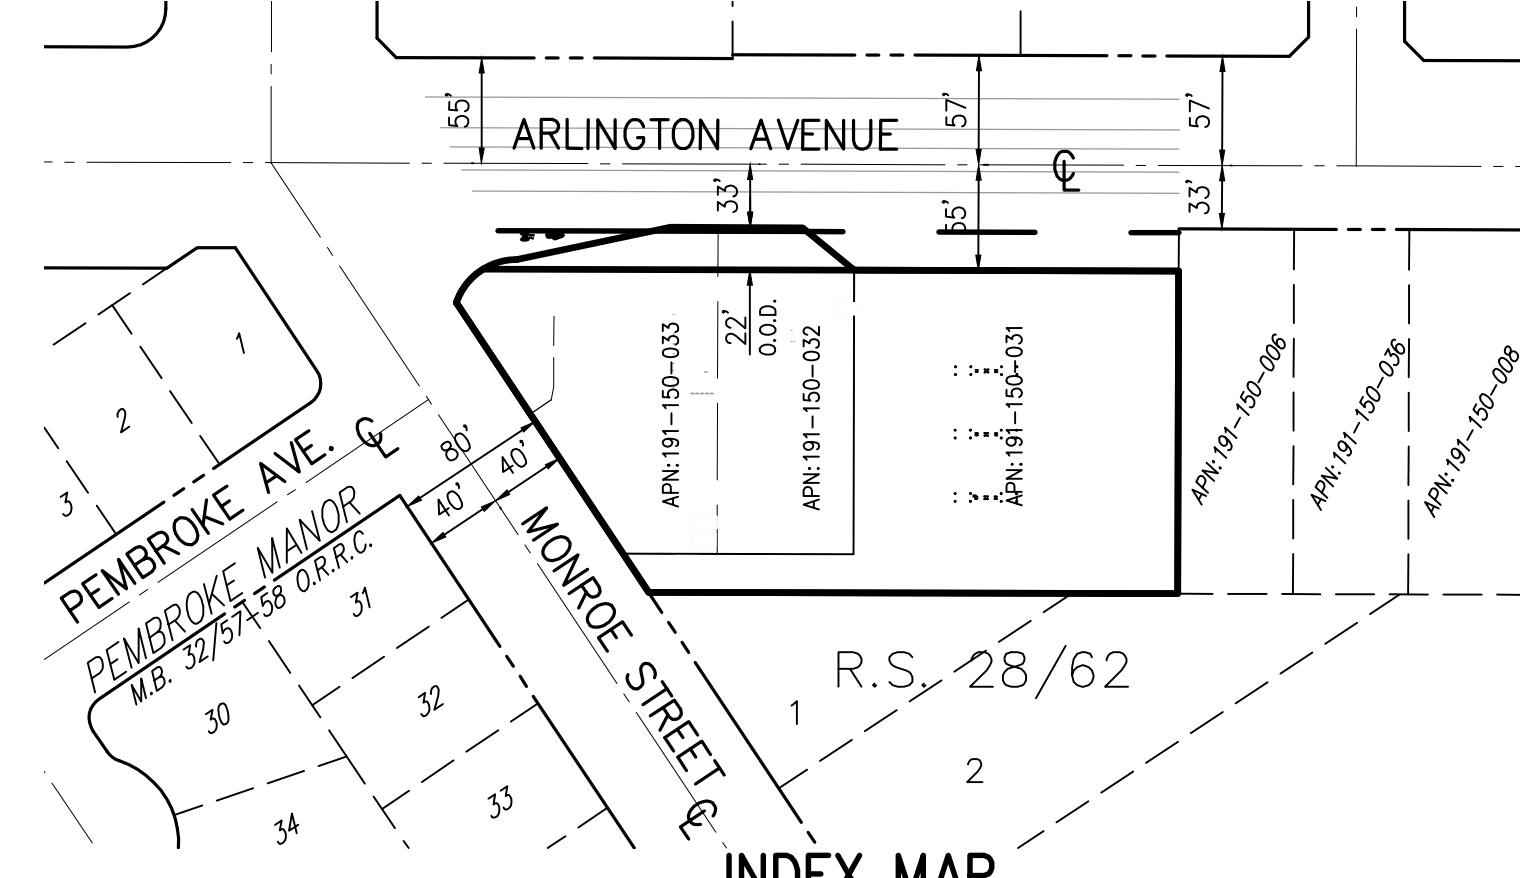 55'
57'
57'
ARLINGTON AVENUE
℄
33'
55'
33'
22'
O.O.D.
APN:191-150-033
APN:191-150-032
APN:191-150-031
APN:191-150-006
APN:191-150-036
APN:191-150-008
1
2
3
80'
40'
40'
PEMBROKE AVE. ℄
PEMBROKE MANOR
M.B. 32/57-58 O.R.R.C.
MONROE STREET ℄
31
30
32
33
34
R.S. 28/62
1
2
INDEX MAP